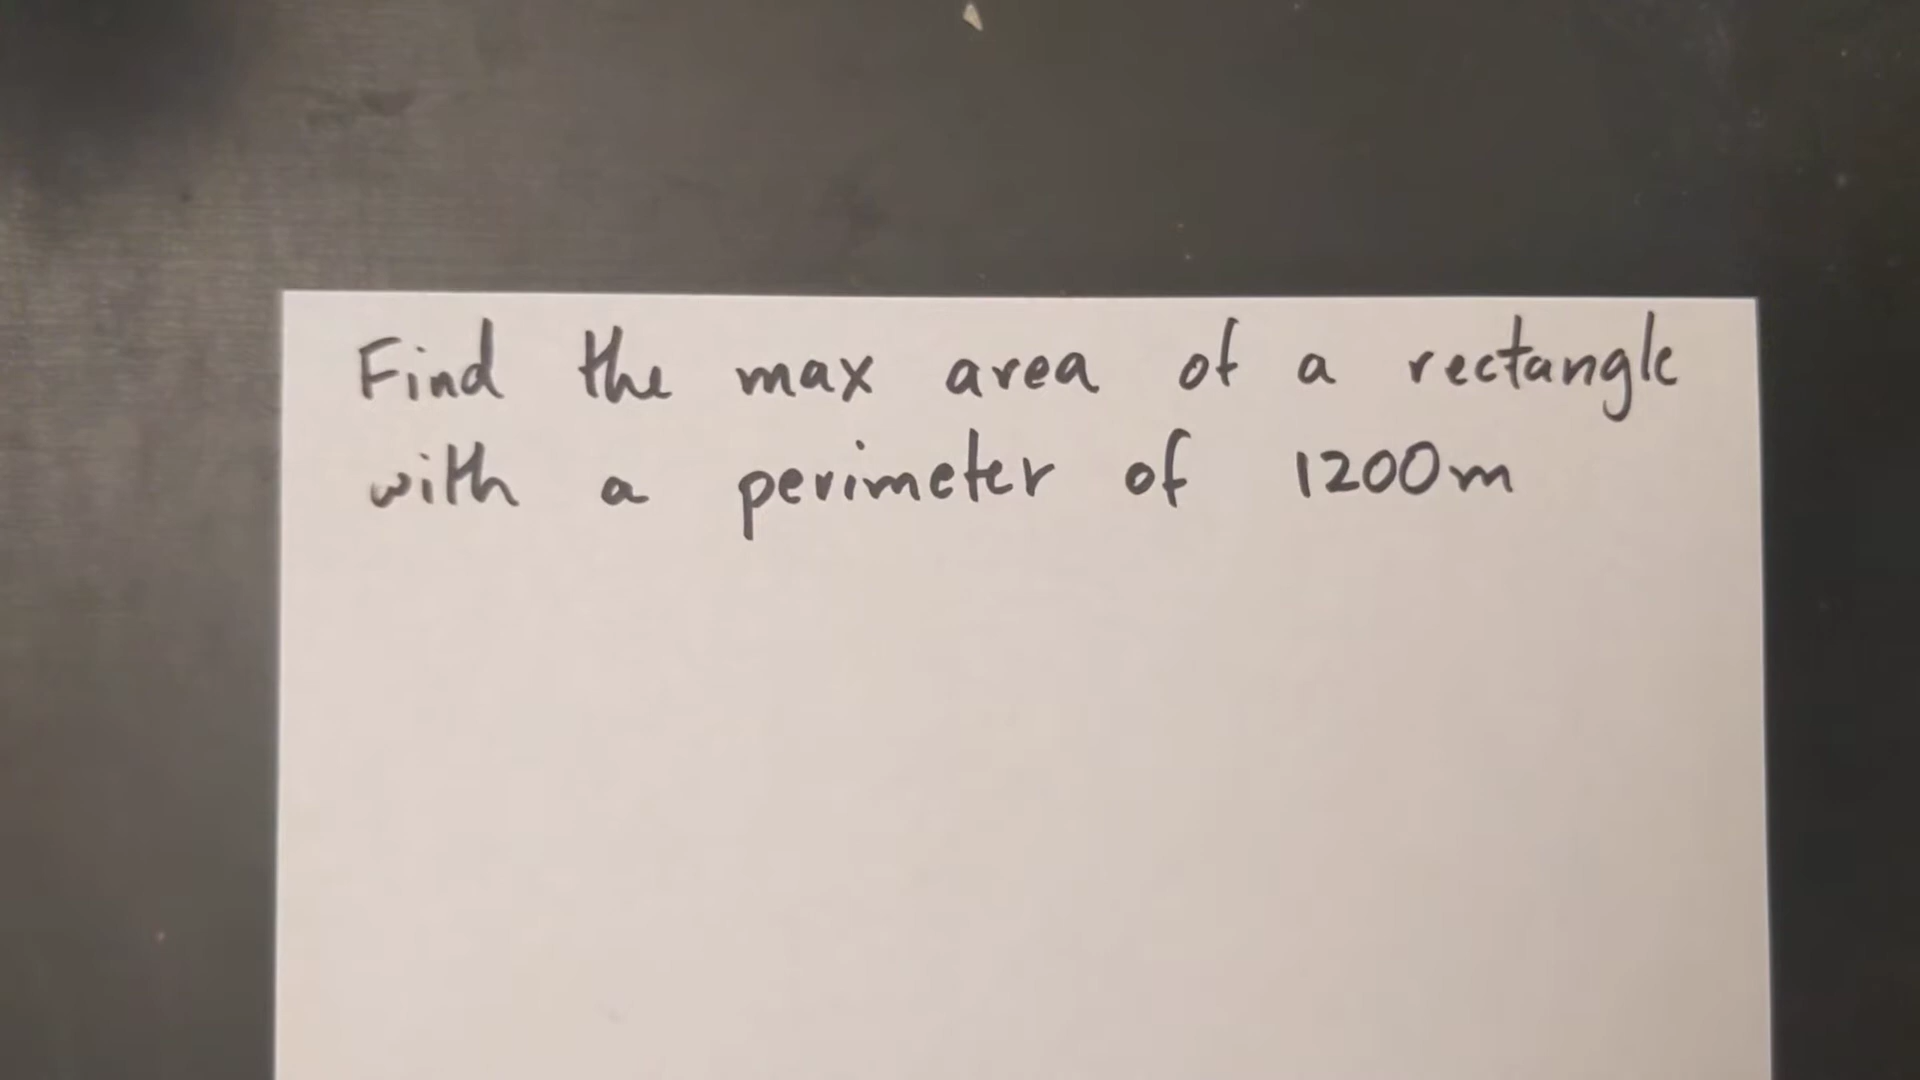 Find the max area of a rectangle
with a perimeter of 1200m